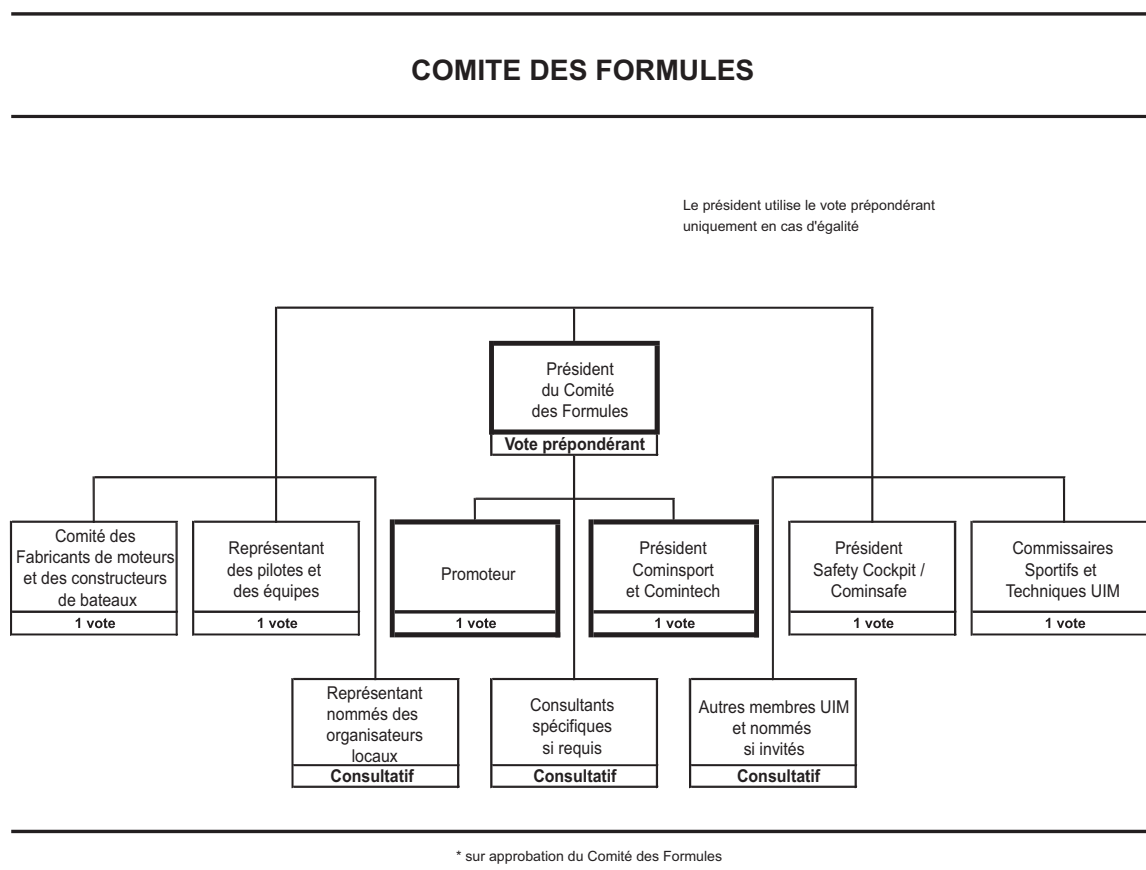 COMITE DES FORMULES
Le président utilise le vote prépondérant
uniquement en cas d'égalité
Président
du Comité
des Formules
Vote prépondérant
Comité des
Fabricants de moteurs
et des constructeurs
de bateaux
1 vote
Représentant
des pilotes et
des équipes
1 vote
Promoteur
1 vote
Président
Cominsport
et Comintech
1 vote
Président
Safety Cockpit /
Cominsafe
1 vote
Commissaires
Sportifs et
Techniques UIM
1 vote
Représentant
nommés des
organisateurs
locaux
Consultatif
Consultants
spécifiques
si requis
Consultatif
Autres membres UIM
et nommés
si invités
Consultatif
* sur approbation du Comité des Formules